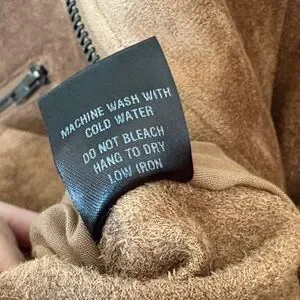 MACHINE WASH WITH
COLD WATER
DO NOT BLEACH
HANG TO DRY
LOW IRON